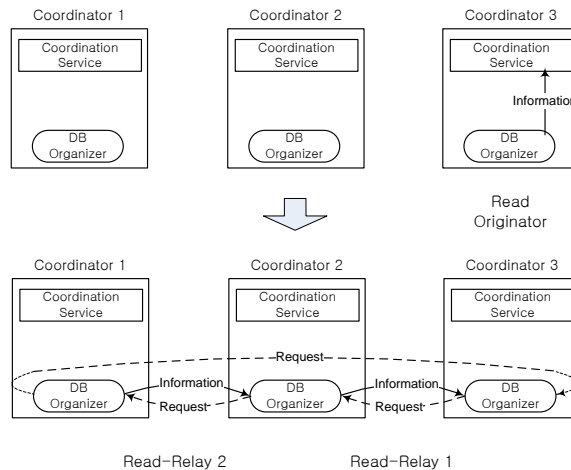 Coordinator 1
Coordinator 2
Coordinator 3
Coordination
Service
Coordination
Service
Coordination
Service
Information
DB
Organizer
DB
Organizer
DB
Organizer
Read
Originator
Coordinator 1
Coordinator 2
Coordinator 3
Coordination
Service
Coordination
Service
Coordination
Service
Request
DB
Organizer
Information
Request
DB
Organizer
Information
Request
DB
Organizer
Read-Relay 2
Read-Relay 1